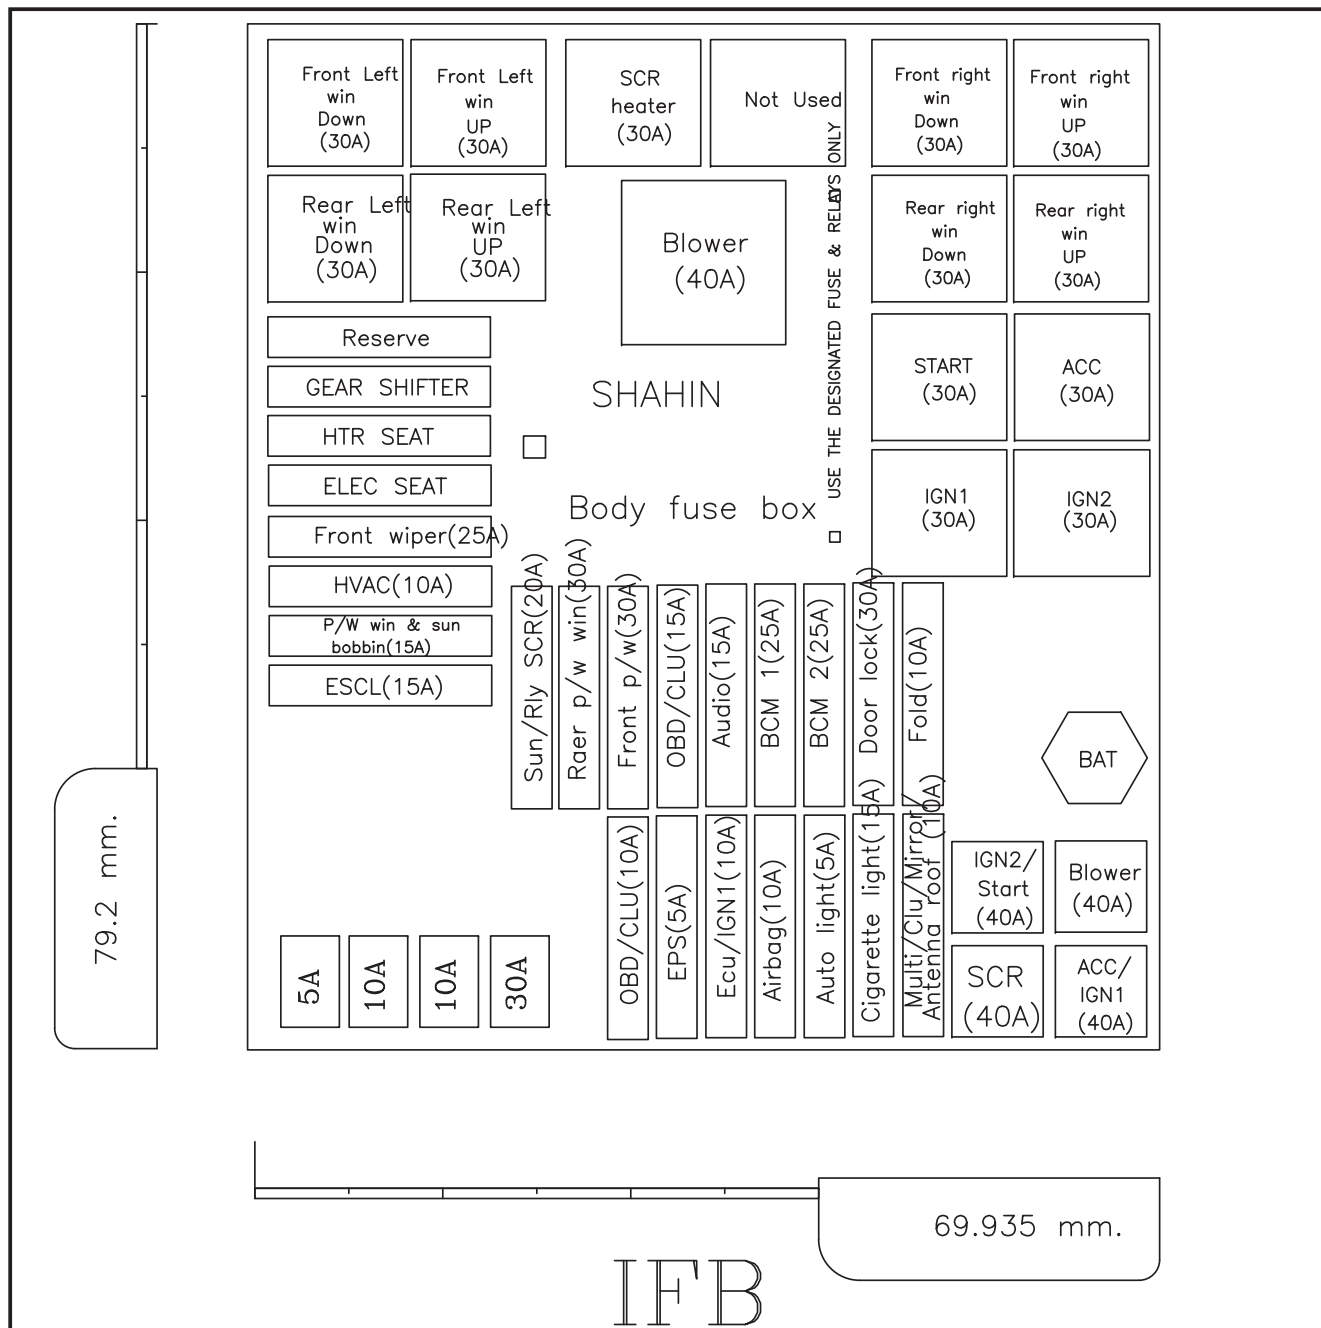 Front Left
win
Down
(30A)
Front Left
win
UP
(30A)
SCR
heater
(30A)
Not Used
Front right
win
Down
(30A)
Front right
win
UP
(30A)
Rear Left
win
Down
(30A)
Rear Left
win
UP
(30A)
Blower
(40A)
USE THE DESIGNATED FUSE & RELAYS ONLY
Rear right
win
Down
(30A)
Rear right
win
UP
(30A)
Reserve
GEAR SHIFTER
HTR SEAT
ELEC SEAT
Front wiper(25A)
HVAC(10A)
P/W win & sun
bobbin(15A)
ESCL(15A)
SHAHIN
Body fuse box
START
(30A)
ACC
(30A)
IGN1
(30A)
IGN2
(30A)
Sun/Rly SCR(20A)
Raer p/w win(30A)
Front p/w(30A)
OBD/CLU(15A)
Audio(15A)
BCM 1(25A)
BCM 2(25A)
Door lock(30A)
Fold(10A)
BAT
OBD/CLU(10A)
EPS(5A)
Ecu/IGN1(10A)
Airbag(10A)
Auto light(5A)
Cigarette light(15A)
Multi/Clu/Mirror/
Antenna roof (10A)
IGN2/
Start
(40A)
Blower
(40A)
SCR
(40A)
ACC/
IGN1
(40A)
5A
10A
10A
30A
79.2 mm.
69.935 mm.
IFB